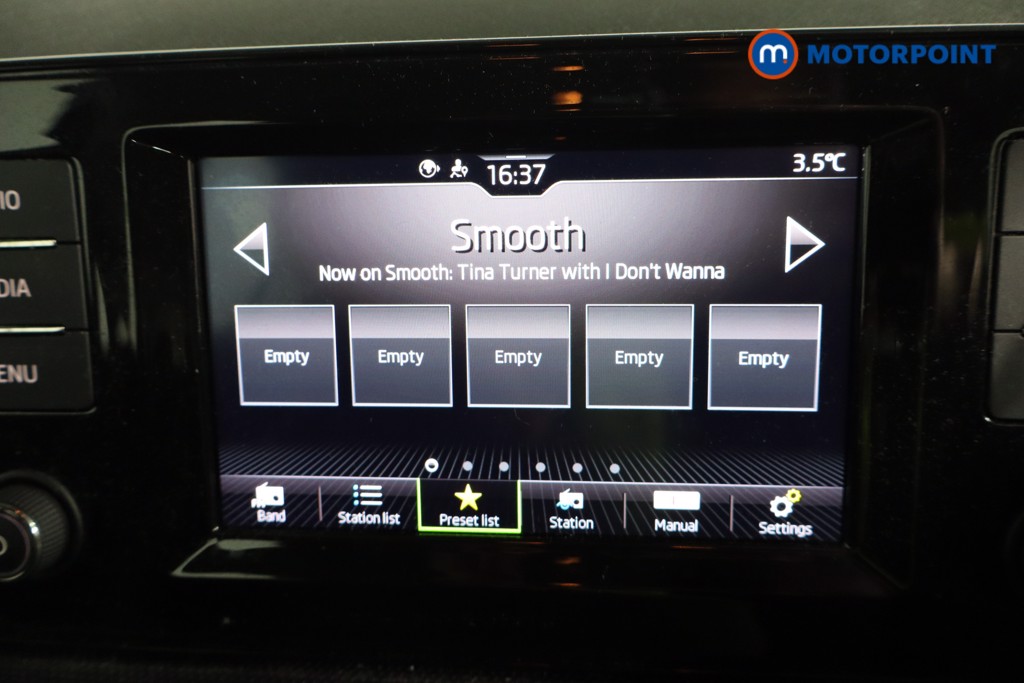 m MOTORPOINT
16:37
3.5°C
Smooth
Now on Smooth: Tina Turner with I Don't Wanna
Empty Empty Empty Empty Empty
Band Station list Preset list Station Manual Settings